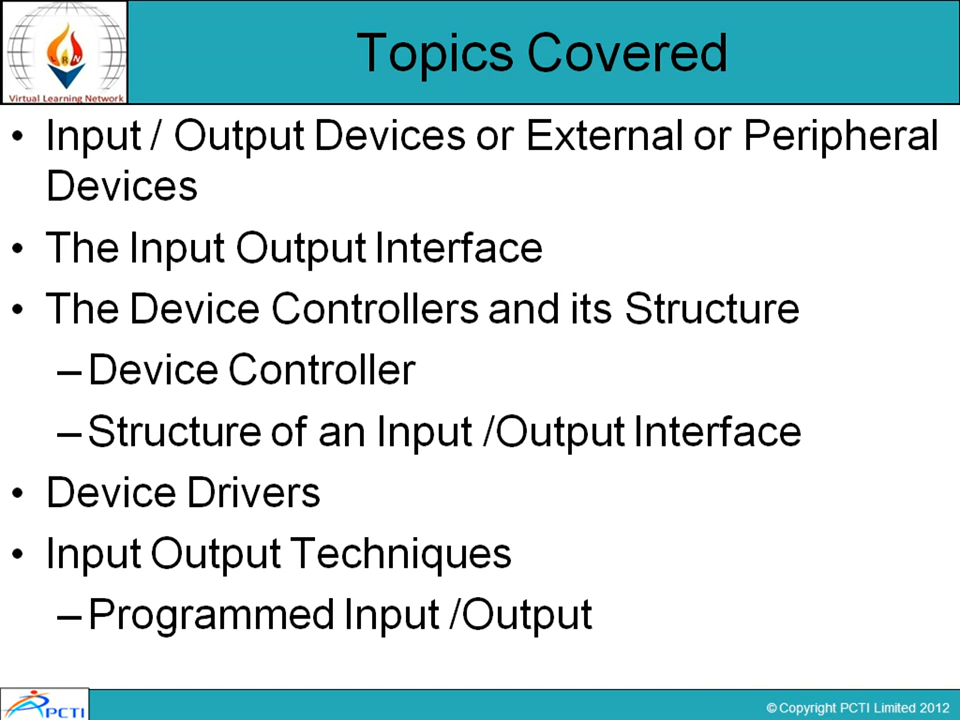 Topics Covered
RN
Virtual Learning Network
• Input / Output Devices or External or Peripheral
Devices
• The Input Output Interface
• The Device Controllers and its Structure
– Device Controller
– Structure of an Input /Output Interface
• Device Drivers
• Input Output Techniques
– Programmed Input /Output
PCTI
© Copyright PCTI Limited 2012